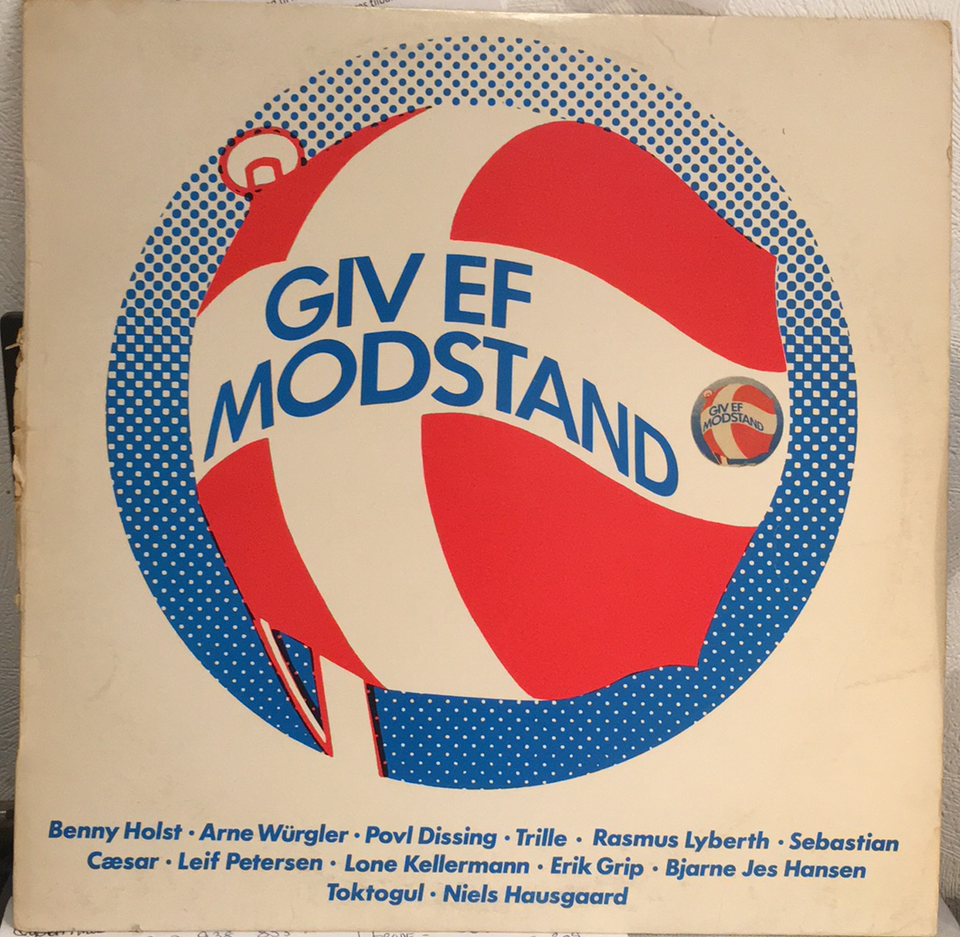 GIV EF
MODSTAND
GIV EF
MODSTAND
Benny Holst · Arne Würgler · Povl Dissing · Trille · Rasmus Lyberth · Sebastian
Cæsar · Leif Petersen · Lone Kellermann · Erik Grip · Bjarne Jes Hansen
Toktogul · Niels Hausgaard